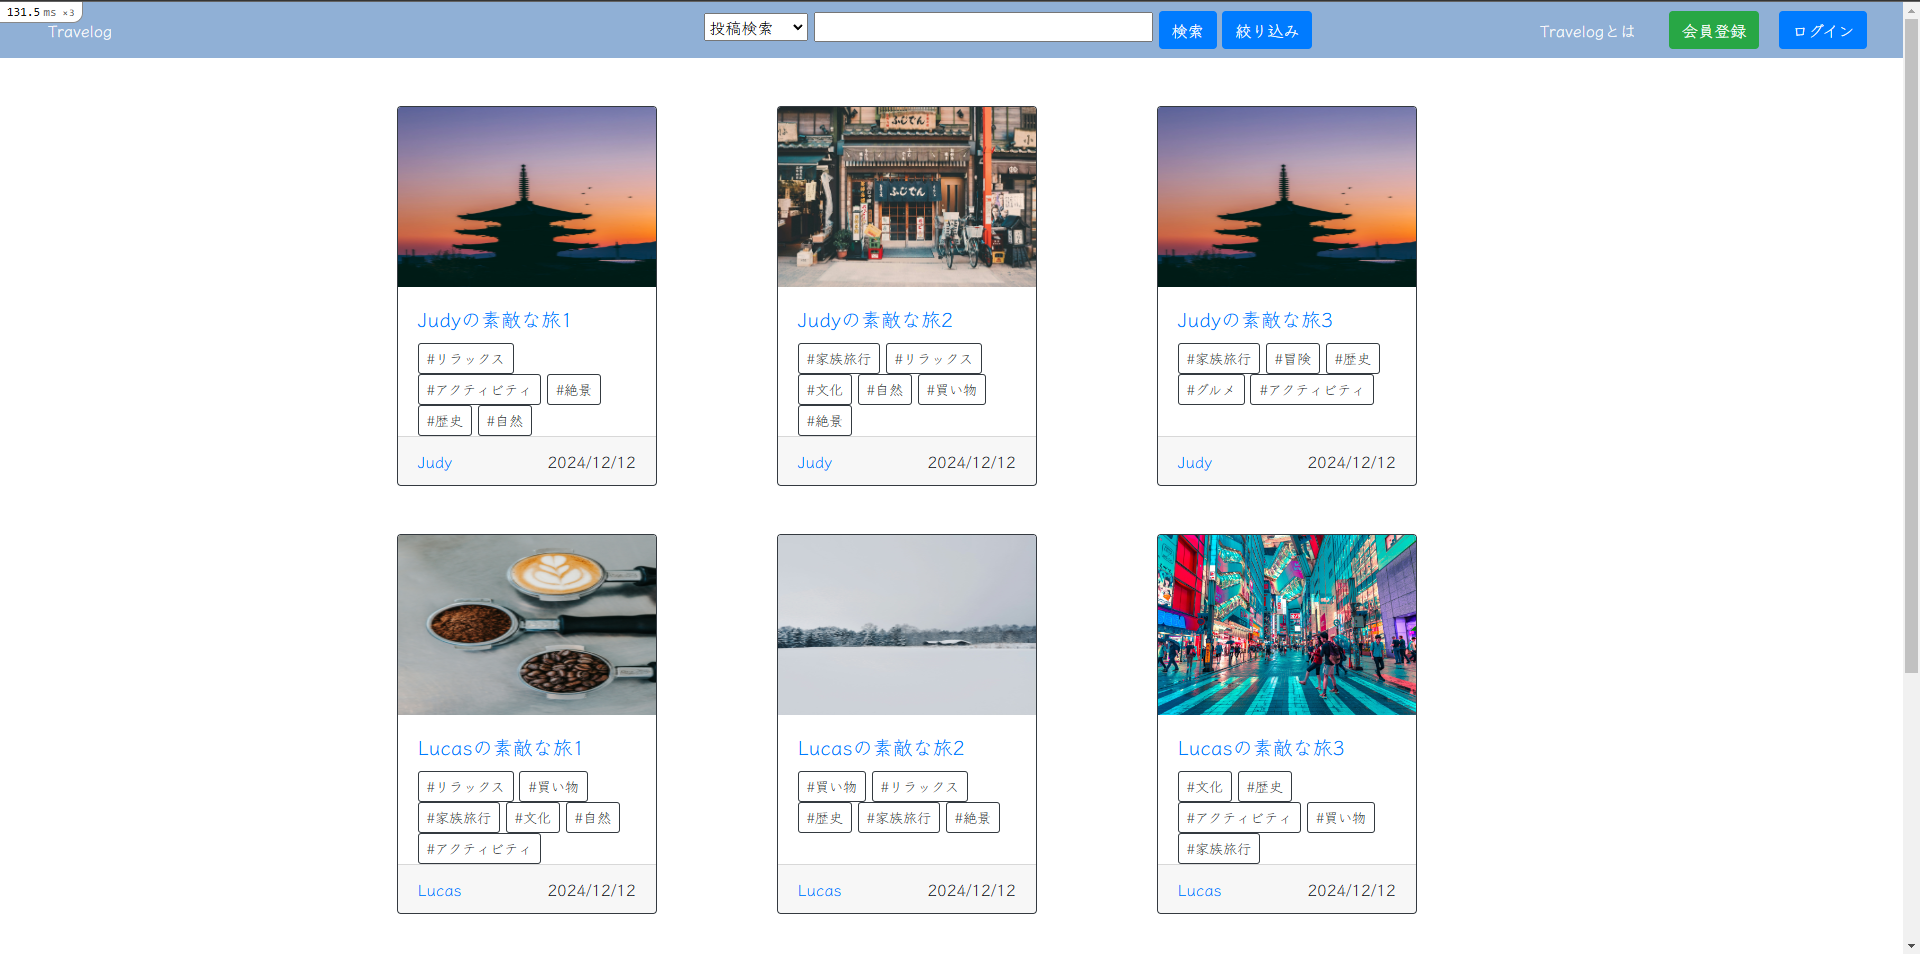 131.5 ms ×3
Travelog
投稿検索
検索
絞り込み
Travelogとは
会員登録
ログイン
ふじでん
ふじでん
Judyの素敵な旅1
#リラックス
#アクティビティ #絶景
#歴史 #自然
Judy 2024/12/12
Judyの素敵な旅2
#家族旅行 #リラックス
#文化 #自然 #買い物
#絶景
Judy 2024/12/12
Judyの素敵な旅3
#家族旅行 #冒険 #歴史
#グルメ #アクティビティ
Judy 2024/12/12
Lucasの素敵な旅1
#リラックス #買い物
#家族旅行 #文化 #自然
#アクティビティ
Lucas 2024/12/12
Lucasの素敵な旅2
#買い物 #リラックス
#歴史 #家族旅行 #絶景
Lucas 2024/12/12
Lucasの素敵な旅3
#文化 #歴史
#アクティビティ #買い物
#家族旅行
Lucas 2024/12/12